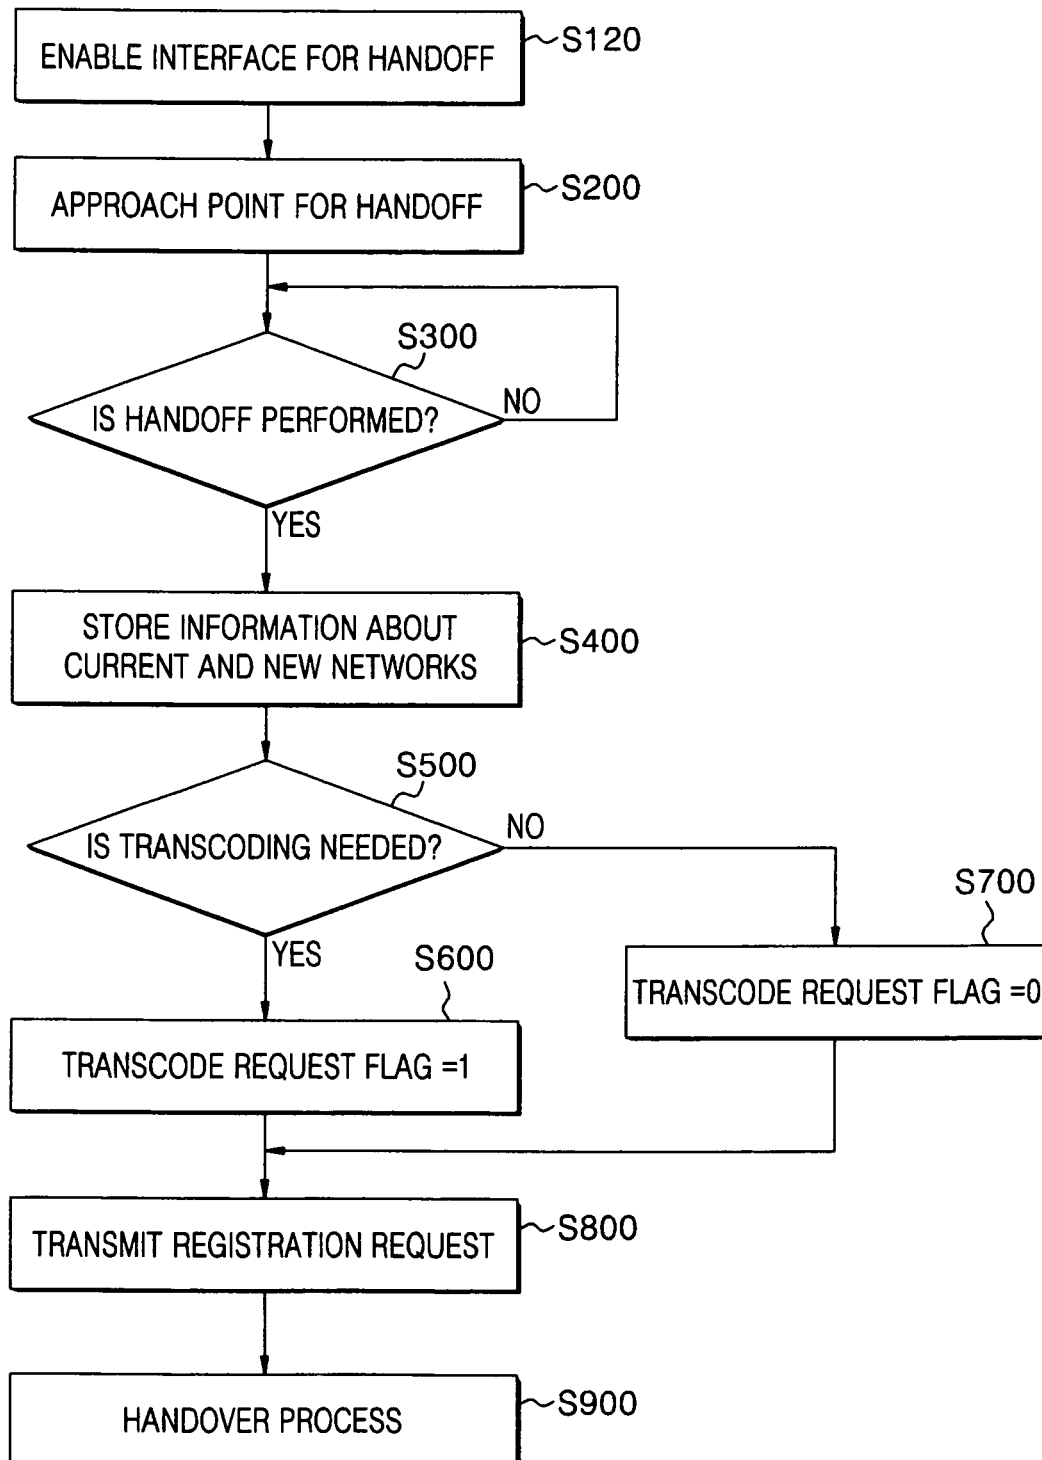 ENABLE INTERFACE FOR HANDOFF
S120
APPROACH POINT FOR HANDOFF
S200
S300
IS HANDOFF PERFORMED?
NO
YES
STORE INFORMATION ABOUT
CURRENT AND NEW NETWORKS
S400
S500
IS TRANSCODING NEEDED?
NO
YES
S600
TRANSCODE REQUEST FLAG =1
S700
TRANSCODE REQUEST FLAG =0
TRANSMIT REGISTRATION REQUEST
S800
HANDOVER PROCESS
S900